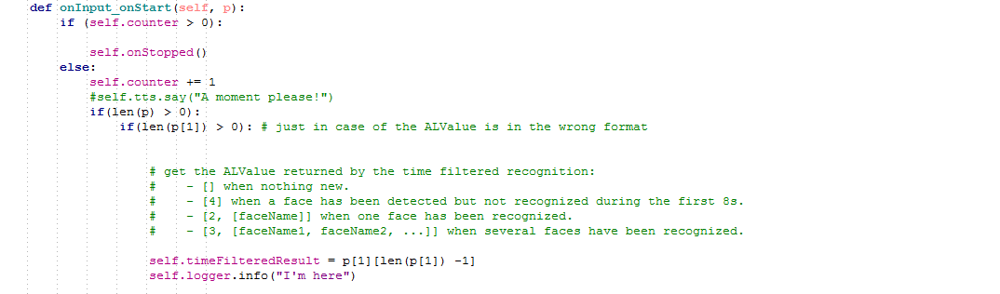 def onInput_onStart(self, p):
    if (self.counter > 0):
        self.onStopped()
    else:
        self.counter += 1
        #self.tts.say("A moment please!")
        if(len(p) > 0):
            if(len(p[1]) > 0): # just in case of the ALValue is in the wrong format
                # get the ALValue returned by the time filtered recognition:
                #    - [] when nothing new.
                #    - [4] when a face has been detected but not recognized during the first 8s.
                #    - [2, [faceName]] when one face has been recognized.
                #    - [3, [faceName1, faceName2, ...]] when several faces have been recognized.
                self.timeFilteredResult = p[1][len(p[1]) -1]
                self.logger.info("I'm here")